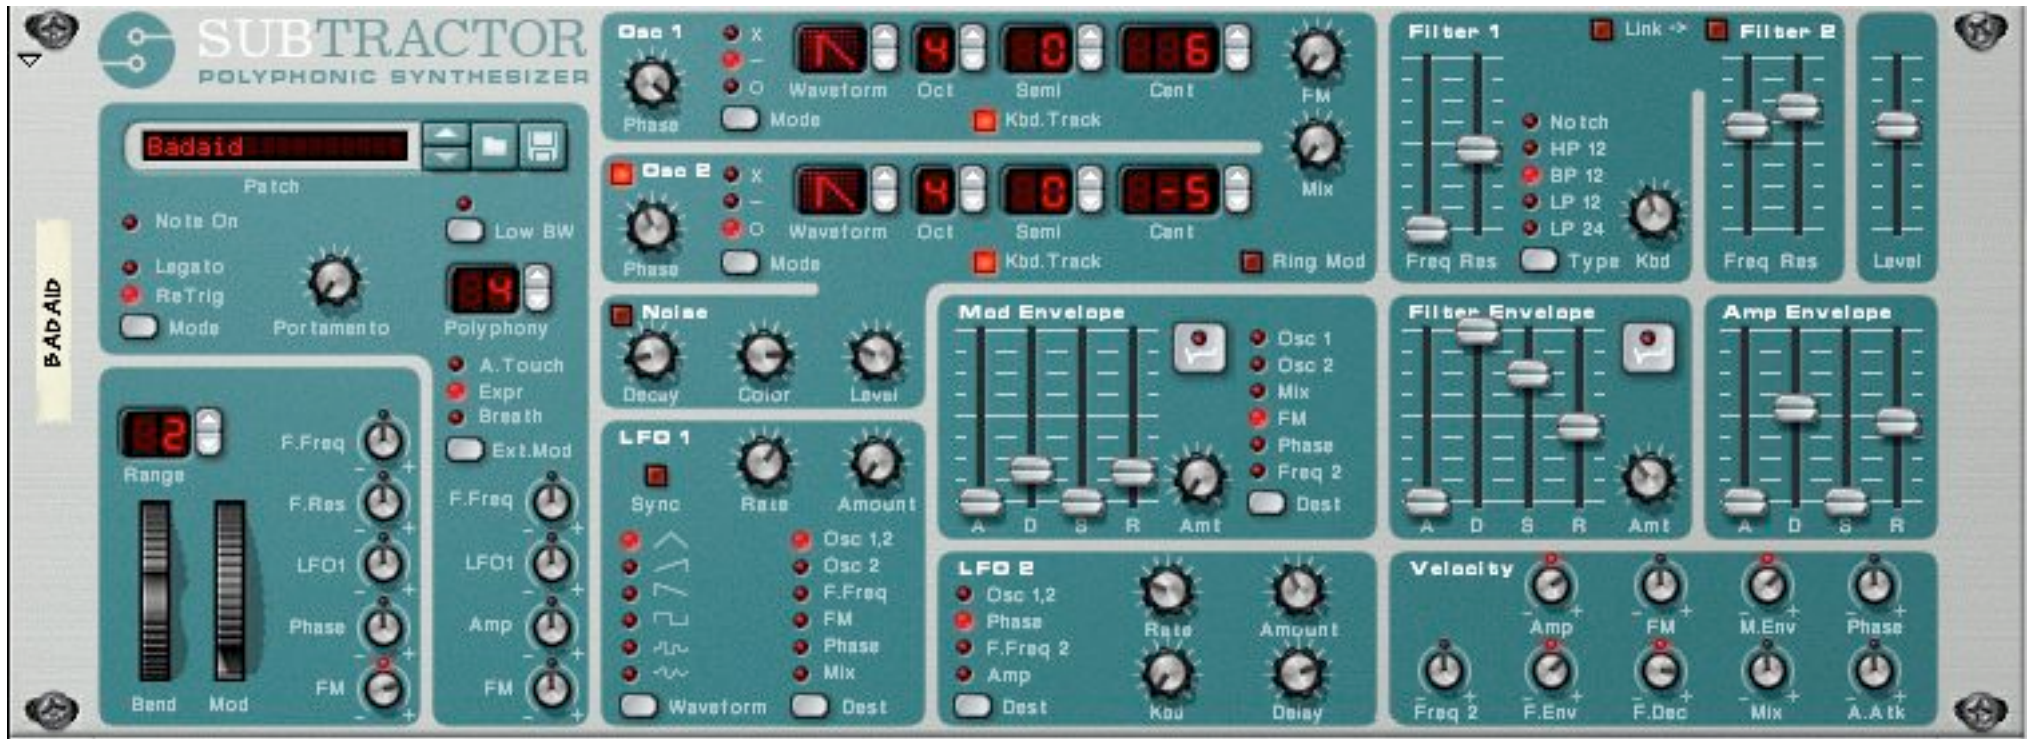 SUBTRACTOR
POLYPHONIC SYNTHESIZER
Badaid
Patch
Note On
Low BW
Legato
ReTrig
Mode
Portamento
4
Polyphony
BADAID
A.Touch
Expr
Breath
Ext.Mod
2
Range
F.Freq
F.Res
LFO1
Phase
FM
Bend
Mod
F.Freq
LFO1
Amp
FM
Osc 1
X
-
O
Phase
Mode
Waveform
4
Oct
0
Semi
6
Cent
Kbd.Track
FM
Mix
Osc 2
X
-
O
Phase
Mode
Waveform
4
Oct
0
Semi
-5
Cent
Kbd.Track
Ring Mod
Noise
Decay
Color
Level
LFO 1
Sync
Rate
Amount
Osc 1,2
Osc 2
F.Freq
FM
Phase
Mix
Waveform
Dest
Filter 1
Link ->
Filter 2
Notch
HP 12
BP 12
LP 12
LP 24
Freq Res
Type
Kbd
Freq Res
Level
Mod Envelope
Osc 1
Osc 2
Mix
FM
Phase
Freq 2
Dest
A D S R
Amt
Filter Envelope
A D S R
Amt
Amp Envelope
A D S R
LFO 2
Osc 1,2
Phase
F.Freq 2
Amp
Dest
Rate
Amount
Kbd
Delay
Velocity
Amp
FM
M.Env
Phase
Freq 2
F.Env
F.Dec
Mix
A.Atk